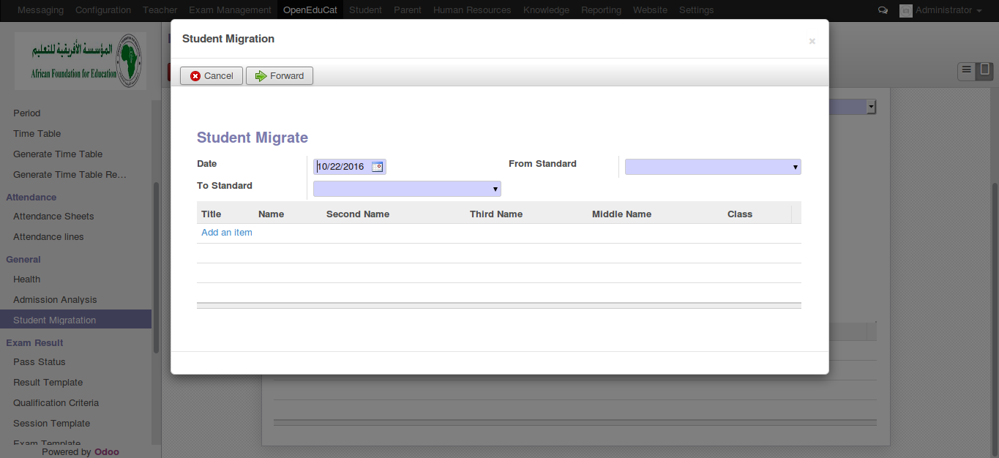 Messaging Configuration Teacher Exam Management OpenEduCat Student Parent Human Resources Knowledge Reporting Website Settings Administrator
المؤسسة الأفريقية للتعليم
African Foundation for Education
Period
Time Table
Generate Time Table
Generate Time Table Re...
Attendance
Attendance Sheets
Attendance lines
General
Health
Admission Analysis
Student Migratation
Exam Result
Pass Status
Result Template
Qualification Criteria
Session Template
Exam Template
Powered by Odoo
Student Migration ×
Cancel Forward
Student Migrate
Date 10/22/2016 From Standard
To Standard
Title Name Second Name Third Name Middle Name Class
Add an item